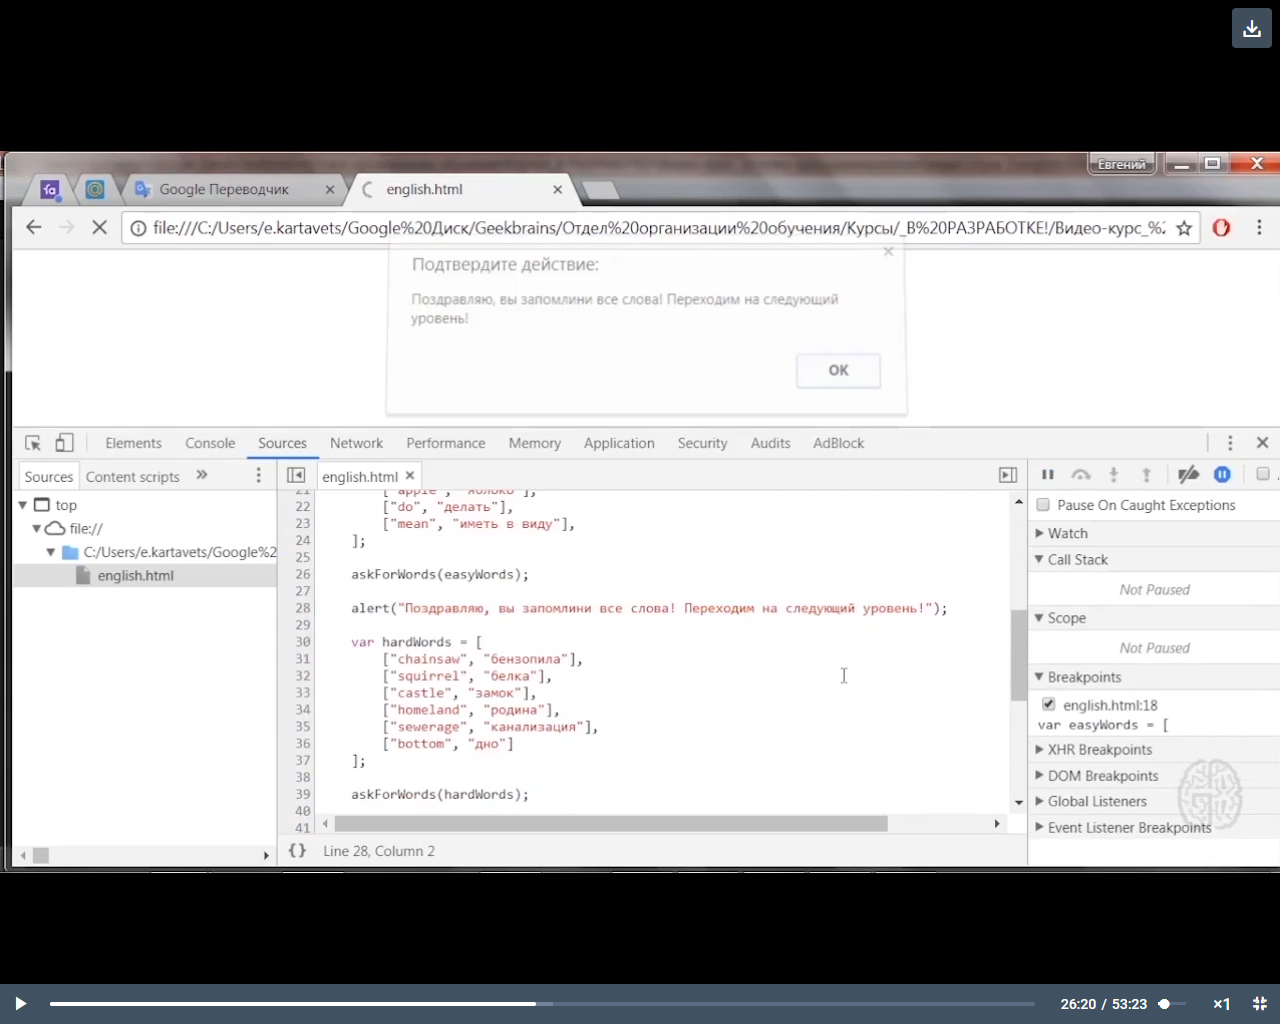 Евгений
Google Переводчик
english.html
file:///C:/Users/e.kartavets/Google%20Диск/Geekbrains/Отдел%20организации%20обучения/Курсы/_В%20РАЗРАБОТКЕ!/Видео-курс_%2
Подтвердите действие:
Поздравляю, вы запомлини все слова! Переходим на следующий
уровень!
OK
Elements Console Sources Network Performance Memory Application Security Audits AdBlock
Sources Content scripts
english.html
top
file://
C:/Users/e.kartavets/Google%2
english.html
21 ["apple", "яблоко"],
22 ["do", "делать"],
23 ["mean", "иметь в виду"],
24 ];
25
26 askForWords(easyWords);
27
28 alert("Поздравляю, вы запомлини все слова! Переходим на следующий уровень!");
29
30 var hardWords = [
31 ["chainsaw", "бензопила"],
32 ["squirrel", "белка"],
33 ["castle", "замок"],
34 ["homeland", "родина"],
35 ["sewerage", "канализация"],
36 ["bottom", "дно"]
37 ];
38
39 askForWords(hardWords);
40
41
{} Line 28, Column 2
Pause On Caught Exceptions
Watch
Call Stack
Not Paused
Scope
Not Paused
Breakpoints
english.html:18
var easyWords = [
XHR Breakpoints
DOM Breakpoints
Global Listeners
Event Listener Breakpoints
26:20 / 53:23
×1